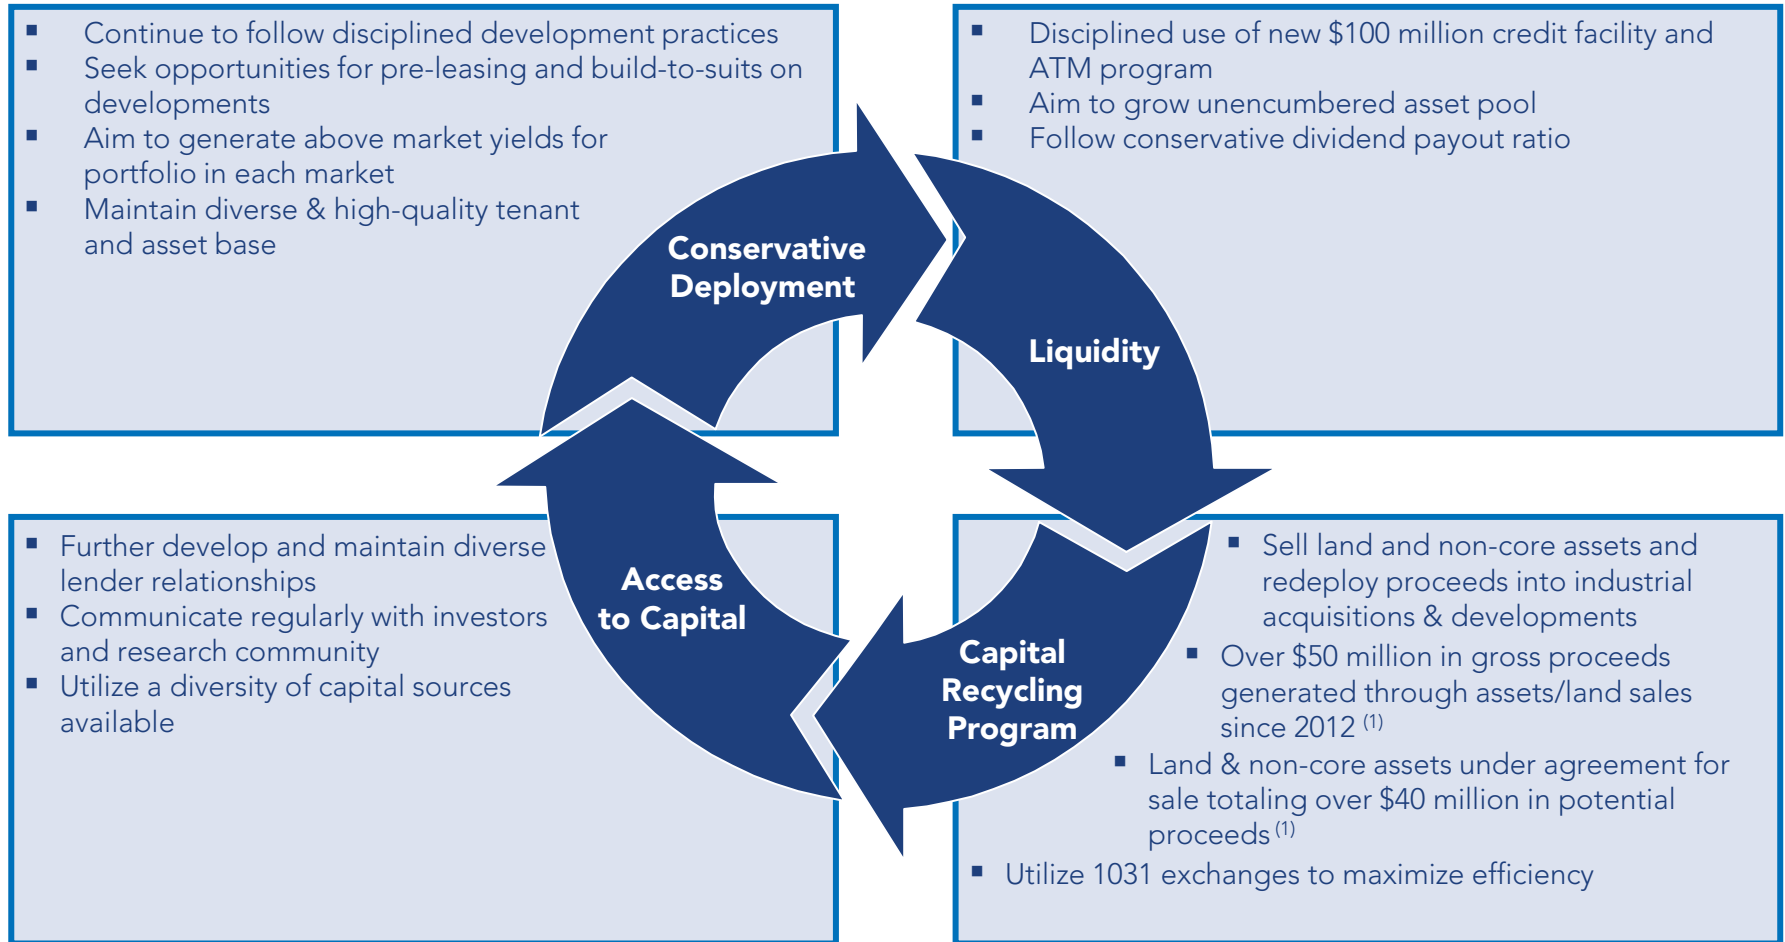 ▪ Continue to follow disciplined development practices
▪ Seek opportunities for pre-leasing and build-to-suits on
developments
▪ Aim to generate above market yields for
portfolio in each market
▪ Maintain diverse & high-quality tenant
and asset base
▪ Disciplined use of new $100 million credit facility and
ATM program
▪ Aim to grow unencumbered asset pool
▪ Follow conservative dividend payout ratio
Conservative
Deployment
Liquidity
▪ Further develop and maintain diverse
lender relationships
▪ Communicate regularly with investors
and research community
▪ Utilize a diversity of capital sources
available
Access
to Capital
Capital
Recycling
Program
▪ Sell land and non-core assets and
redeploy proceeds into industrial
acquisitions & developments
▪ Over $50 million in gross proceeds
generated through assets/land sales
since 2012 (1)
▪ Land & non-core assets under agreement for
sale totaling over $40 million in potential
proceeds (1)
▪ Utilize 1031 exchanges to maximize efficiency